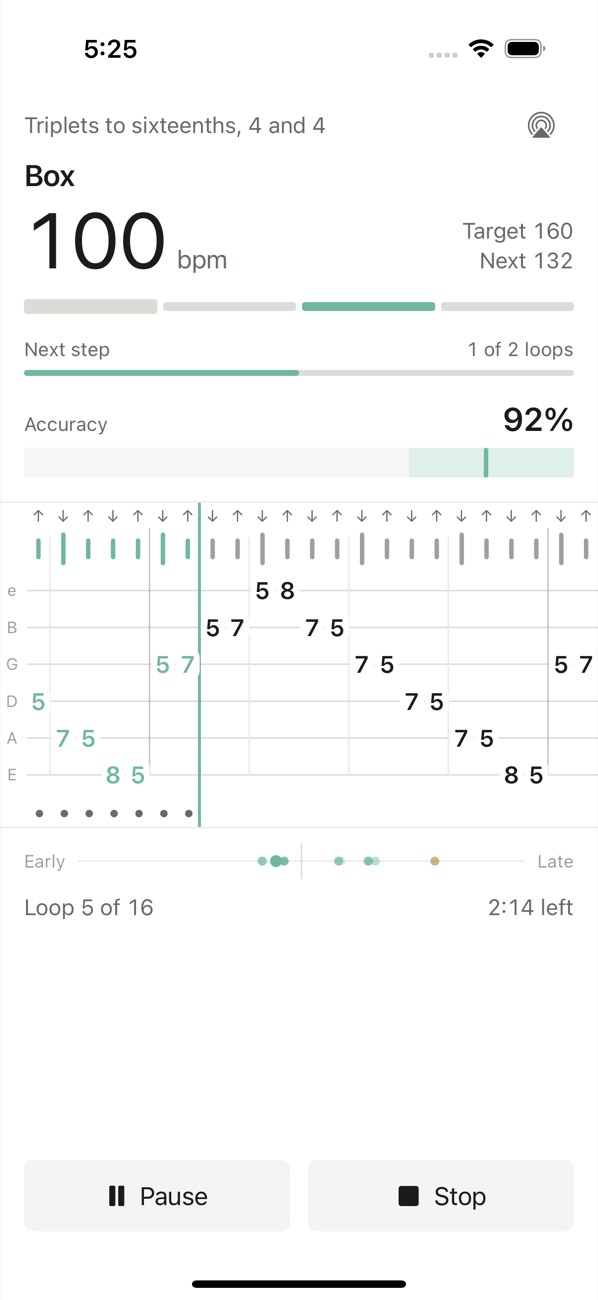 5:25
Triplets to sixteenths, 4 and 4
Box
100 bpm
Target 160
Next 132
Next step 1 of 2 loops
Accuracy 92%
↑ ↓ ↑ ↓ ↑ ↓ ↑ ↓ ↑ ↓ ↑ ↓ ↑ ↓ ↑ ↓ ↑ ↓ ↑ ↓ ↑ ↓ ↑
e 5 8
B 5 7 7 5
G 5 7 7 5 5 7
D 5 7 5
A 7 5 7 5
E 8 5 8 5
Early Late
Loop 5 of 16 2:14 left
Pause Stop